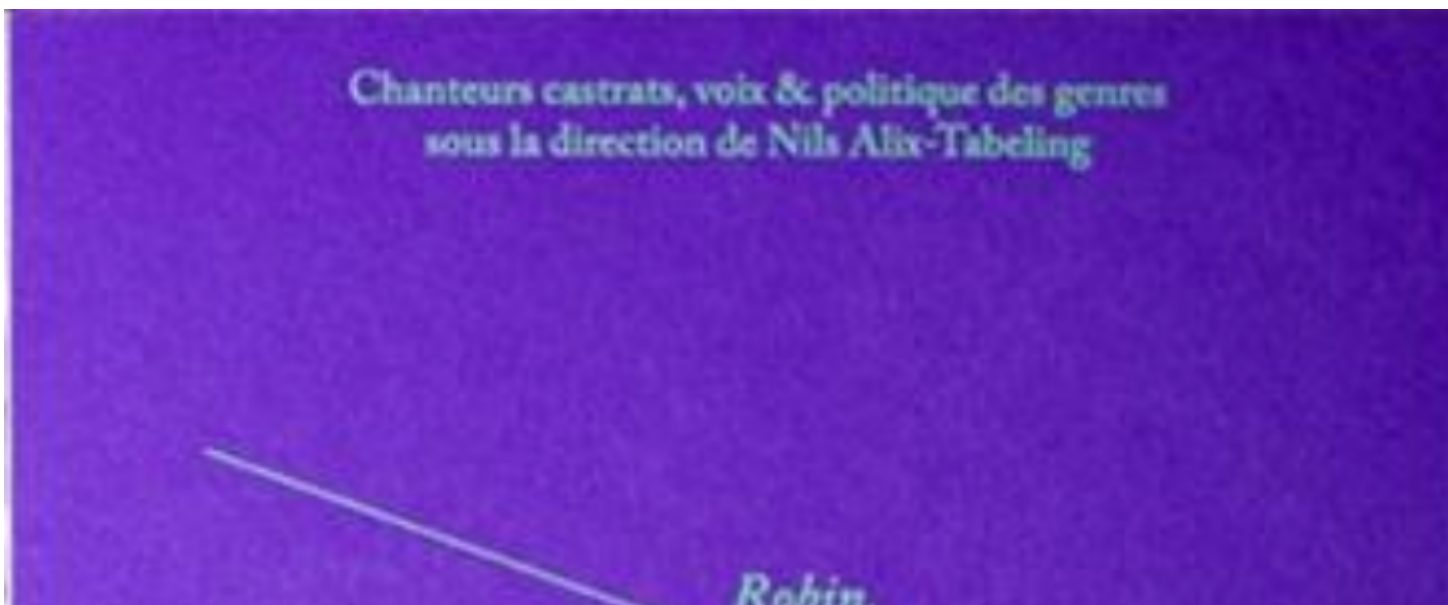 Chanteurs castrats, voix & politique des genres
sous la direction de Nils Alix-Tabeling
Robin,